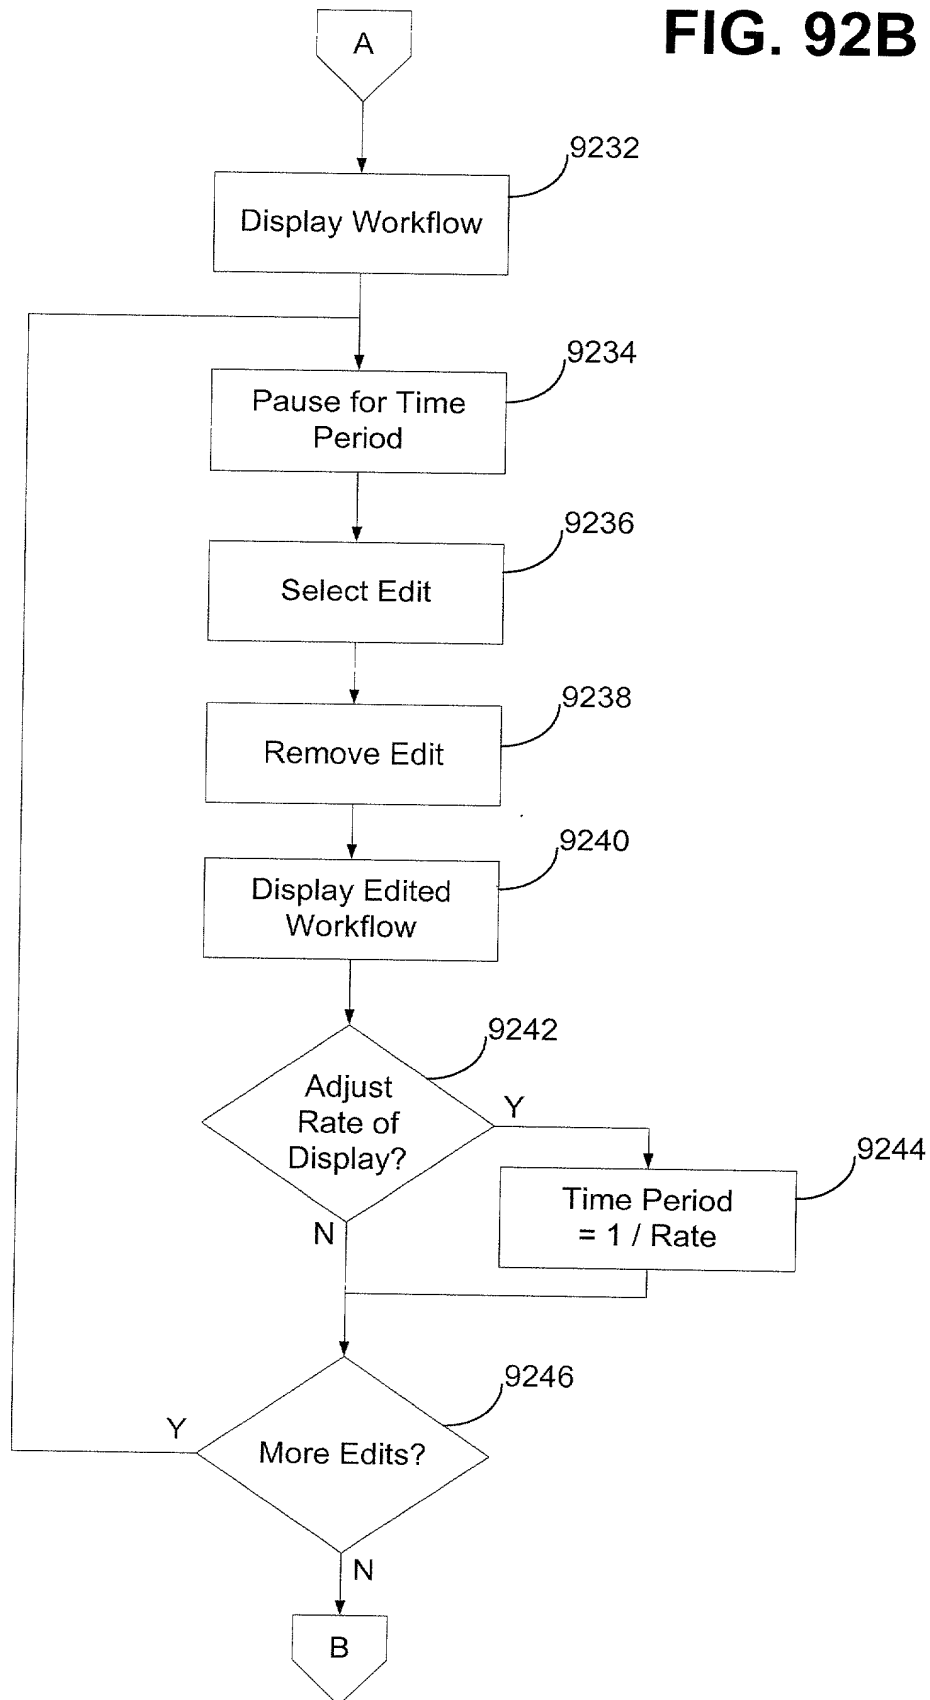 FIG. 92B
A
9232
Display Workflow
9234
Pause for Time
Period
9236
Select Edit
9238
Remove Edit
9240
Display Edited
Workflow
9242
Adjust
Rate of
Display?
Y
9244
Time Period
= 1 / Rate
N
9246
Y
More Edits?
N
B